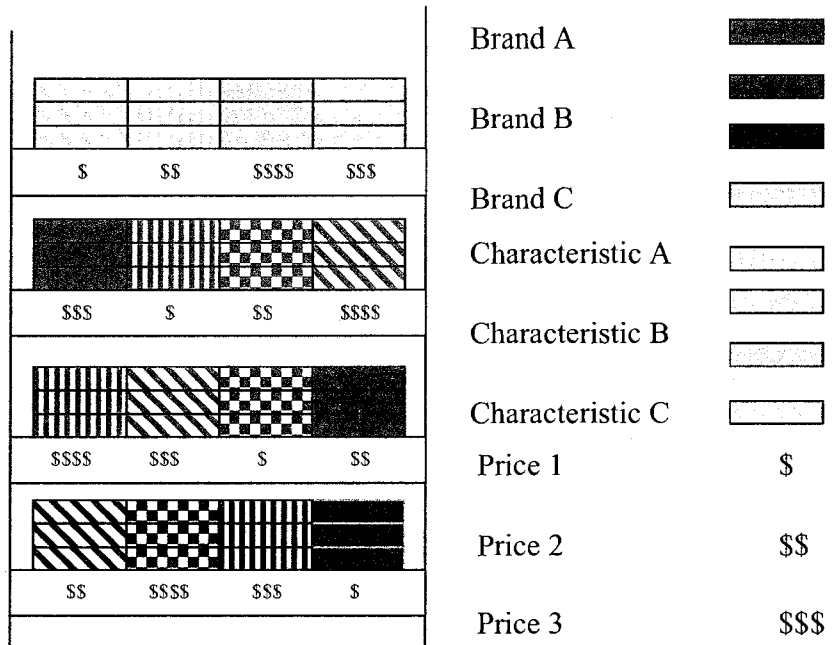 $ $$ $$$$ $$$
$$$ $ $$ $$$$
$$$$ $$$ $ $$
$$ $$$$ $$$ $
Brand A
Brand B
Brand C
Characteristic A
Characteristic B
Characteristic C
Price 1 $
Price 2 $$
Price 3 $$$